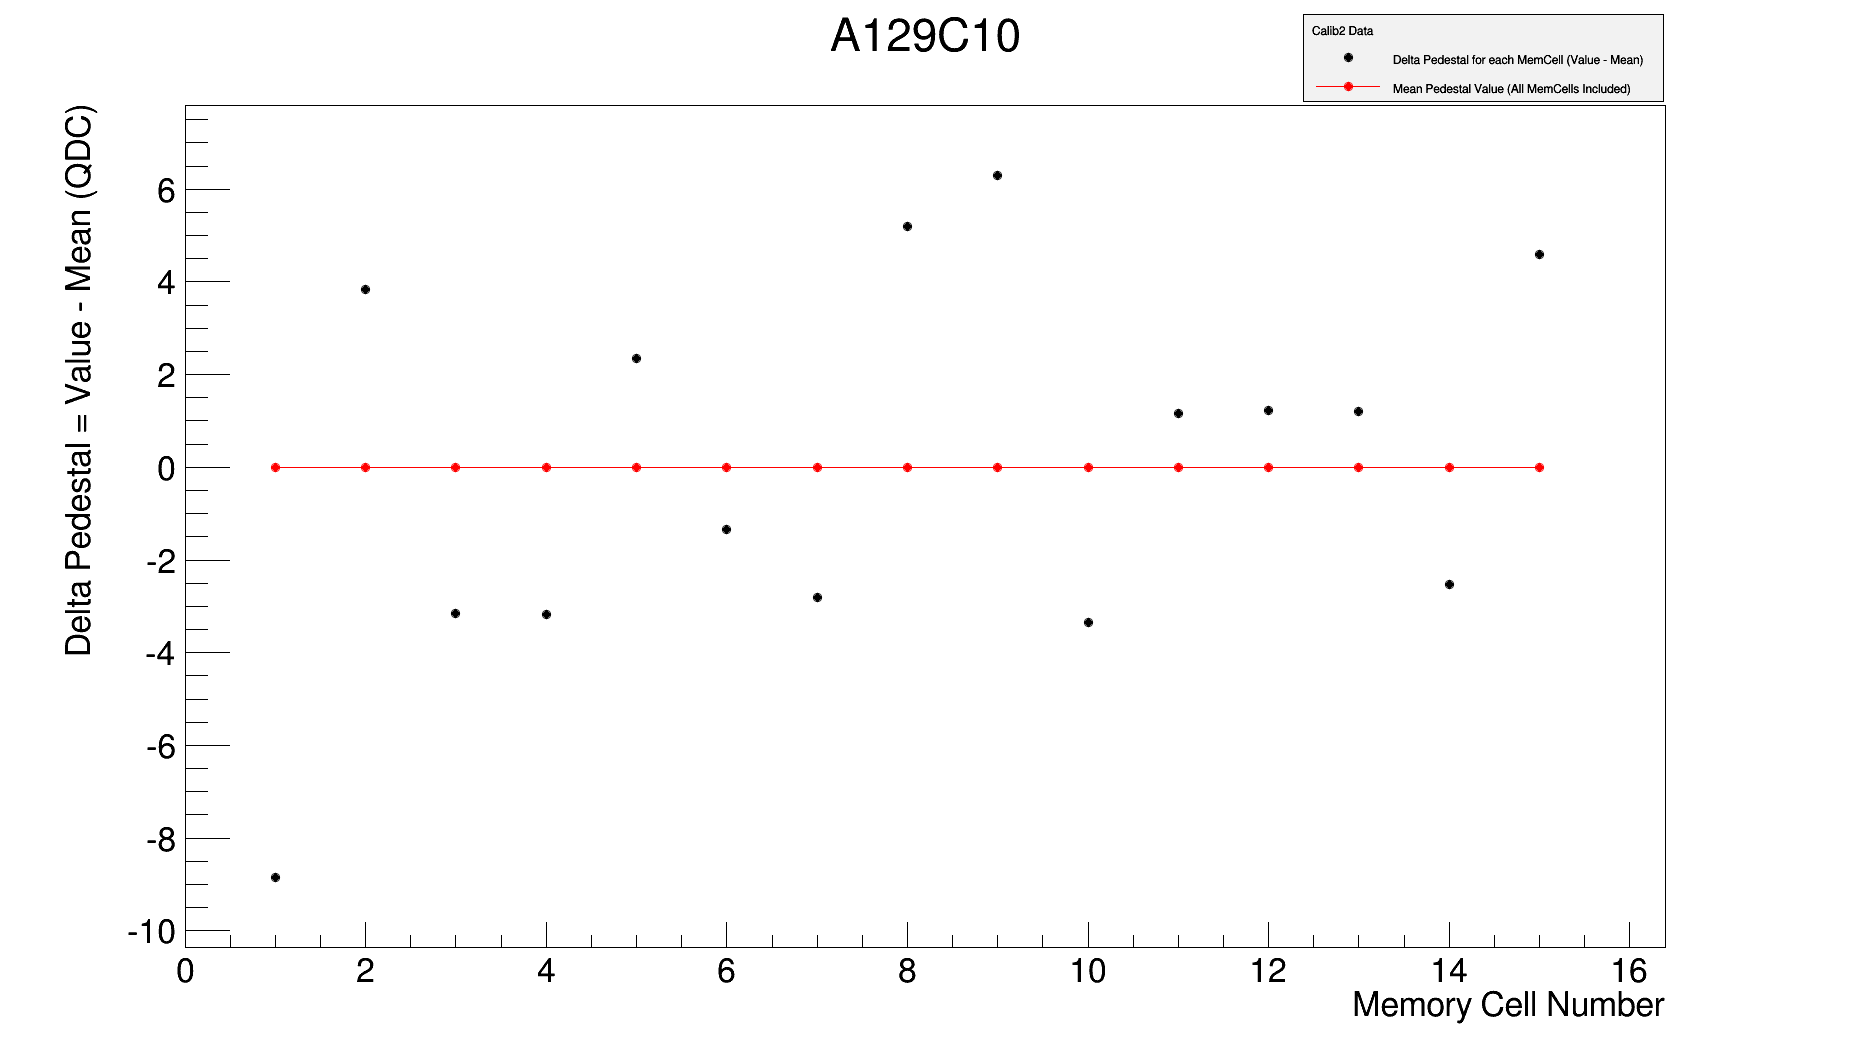 A129C10
Calib2 Data
Delta Pedestal for each MemCell (Value - Mean)
Mean Pedestal Value (All MemCells Included)
Delta Pedestal = Value - Mean (QDC)
6
4
2
0
-2
-4
-6
-8
-10
0 2 4 6 8 10 12 14 16
Memory Cell Number